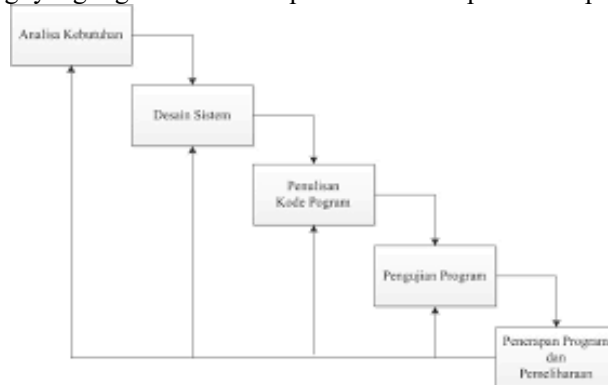 Analisa Kebutuhan
Desain Sistem
Penulisan
Kode Pogram
Pengujian Program
Penerapan Program
dan
Pemeliharaan